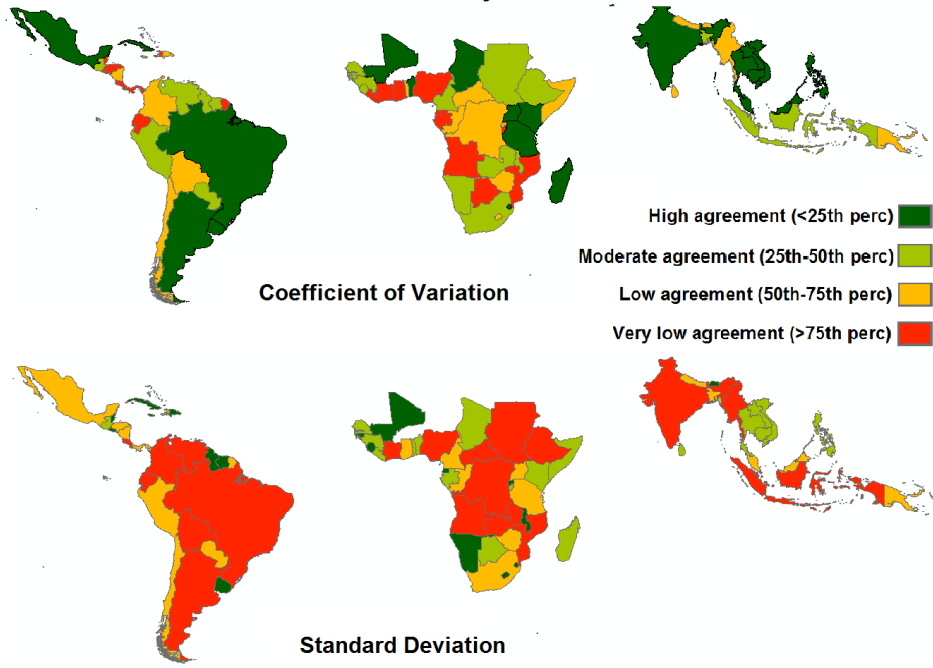 High agreement (<25th perc)
Moderate agreement (25th-50th perc)
Low agreement (50th-75th perc)
Very low agreement (>75th perc)
Coefficient of Variation
Standard Deviation